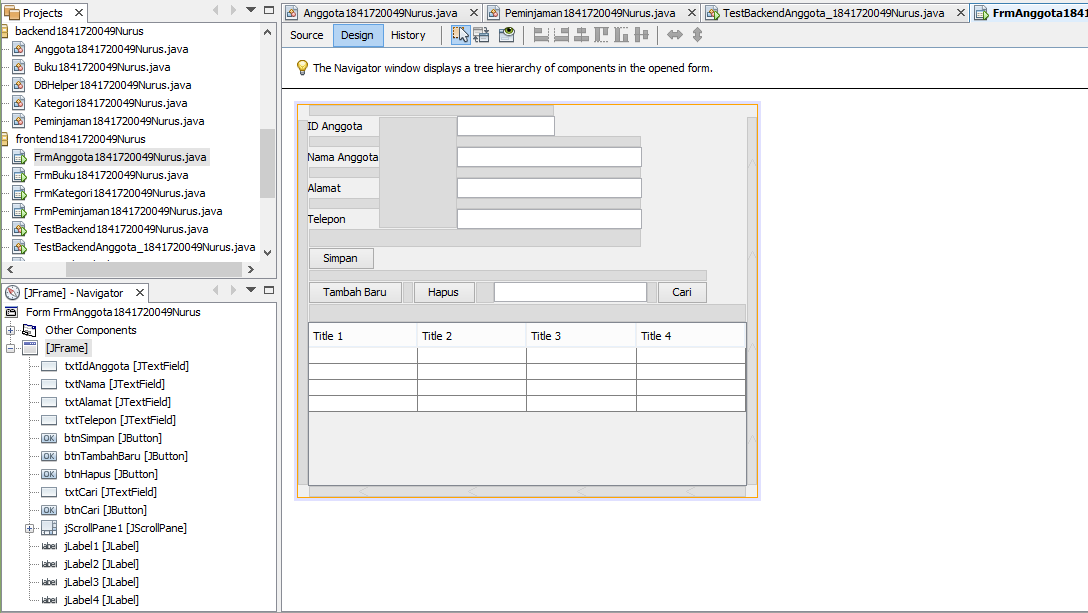 Projects
backend1841720049Nurus
Anggota1841720049Nurus.java
Buku1841720049Nurus.java
DBHelper1841720049Nurus.java
Kategori1841720049Nurus.java
Peminjaman1841720049Nurus.java
frontend1841720049Nurus
FrmAnggota1841720049Nurus.java
FrmBuku1841720049Nurus.java
FrmKategori1841720049Nurus.java
FrmPeminjaman1841720049Nurus.java
TestBackend1841720049Nurus.java
TestBackendAnggota_1841720049Nurus.java
[JFrame] - Navigator
Form FrmAnggota1841720049Nurus
Other Components
[JFrame]
txtIdAnggota [JTextField]
txtNama [JTextField]
txtAlamat [JTextField]
txtTelepon [JTextField]
OK btnSimpan [JButton]
OK btnTambahBaru [JButton]
OK btnHapus [JButton]
txtCari [JTextField]
OK btnCari [JButton]
jScrollPane1 [JScrollPane]
label jLabel1 [JLabel]
label jLabel2 [JLabel]
label jLabel3 [JLabel]
label jLabel4 [JLabel]
Anggota1841720049Nurus.java Peminjaman1841720049Nurus.java TestBackendAnggota_1841720049Nurus.java FrmAnggota1841
Source Design History
The Navigator window displays a tree hierarchy of components in the opened form.
ID Anggota
Nama Anggota
Alamat
Telepon
Simpan
Tambah Baru Hapus Cari
Title 1 Title 2 Title 3 Title 4